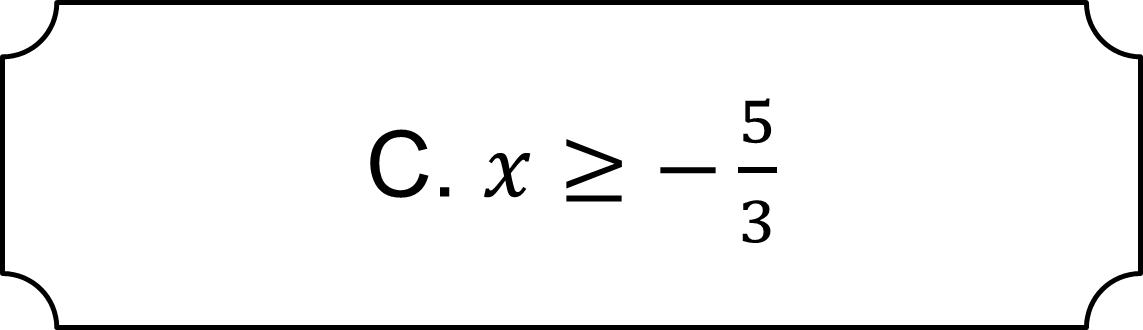 C. 𝑥 ≥ −5/3